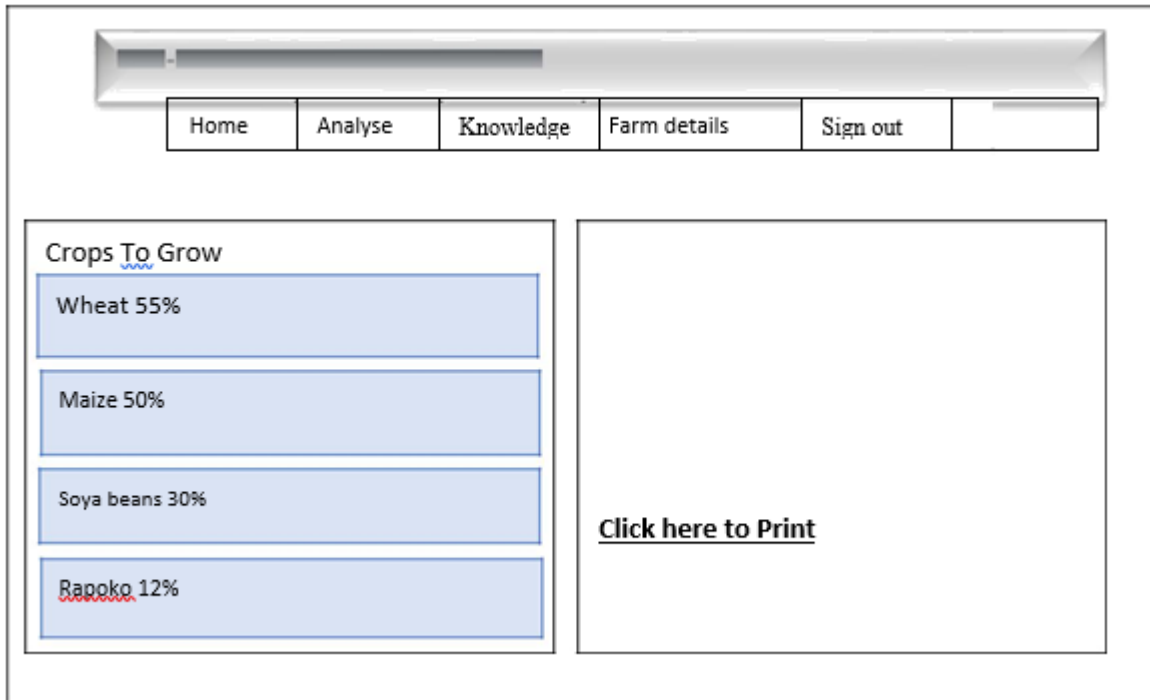 Home
Analyse
Knowledge
Farm details
Sign out
Crops To Grow
Wheat 55%
Maize 50%
Soya beans 30%
Rapoko 12%
Click here to Print